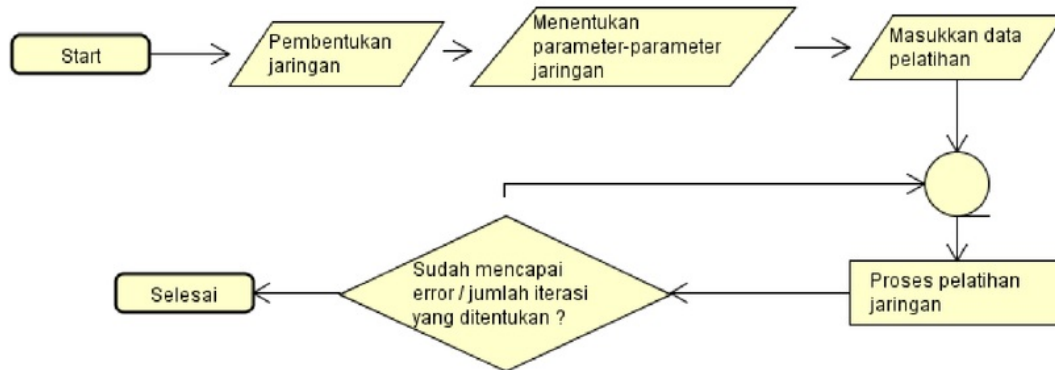 Start
Pembentukan
jaringan
Menentukan
parameter-parameter
jaringan
Masukkan data
pelatihan
Proses pelatihan
jaringan
Sudah mencapai
error / jumlah iterasi
yang ditentukan ?
Selesai